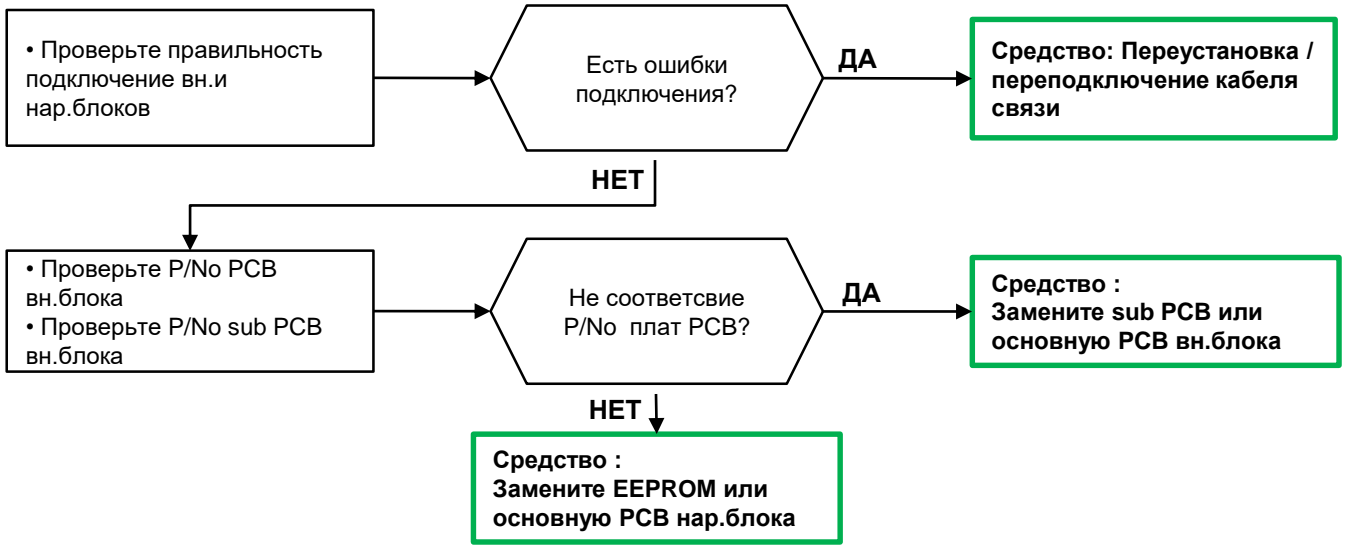 • Проверьте правильность
подключение вн.и
нар.блоков
Есть ошибки
подключения?
ДА
Средство: Переустановка /
переподключение кабеля
связи
НЕТ
• Проверьте P/No PCB
вн.блока
• Проверьте P/No sub PCB
вн.блока
Не соответсвие
P/No плат PCB?
ДА
Средство :
Замените sub PCB или
основную PCB вн.блока
НЕТ
Средство :
Замените EEPROM или
основную PCB нар.блока